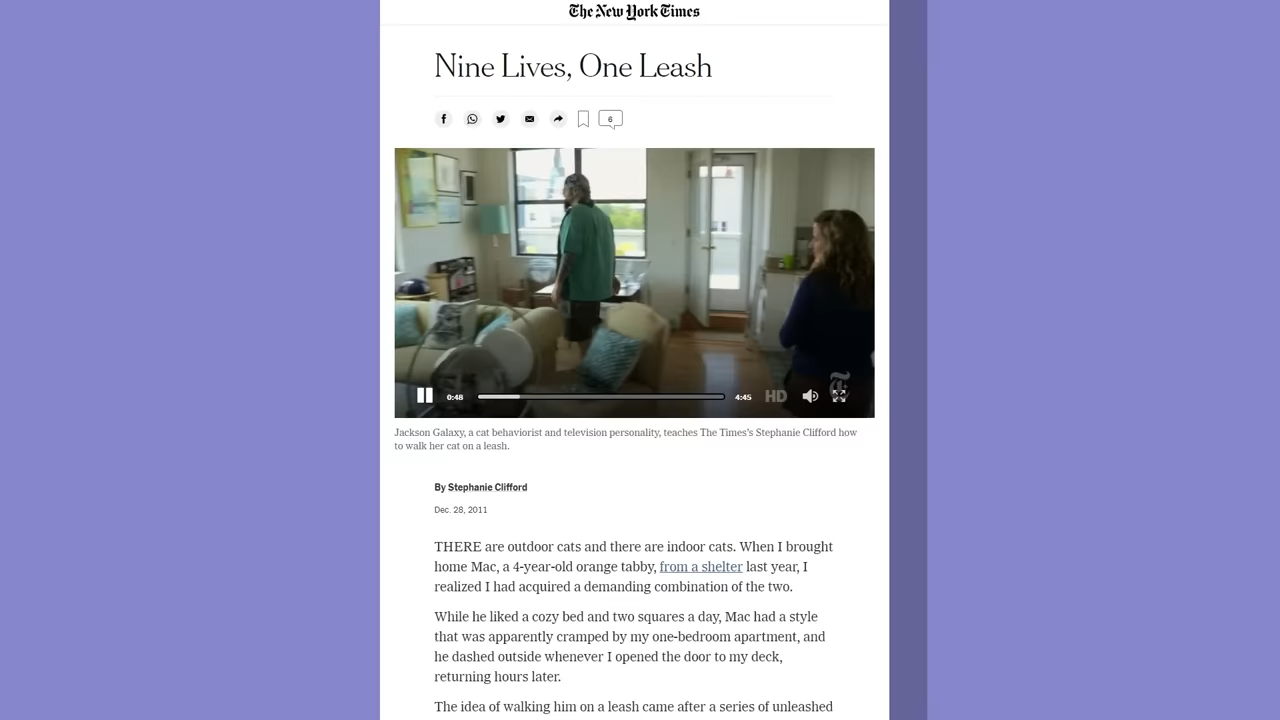 The New York Times
Nine Lives, One Leash
6
0:48
4:45
HD
Jackson Galaxy, a cat behaviorist and television personality, teaches The Times's Stephanie Clifford how
to walk her cat on a leash.
By Stephanie Clifford
Dec. 28, 2011
THERE are outdoor cats and there are indoor cats. When I brought
home Mac, a 4-year-old orange tabby, from a shelter last year, I
realized I had acquired a demanding combination of the two.
While he liked a cozy bed and two squares a day, Mac had a style
that was apparently cramped by my one-bedroom apartment, and
he dashed outside whenever I opened the door to my deck,
returning hours later.
The idea of walking him on a leash came after a series of unleashed